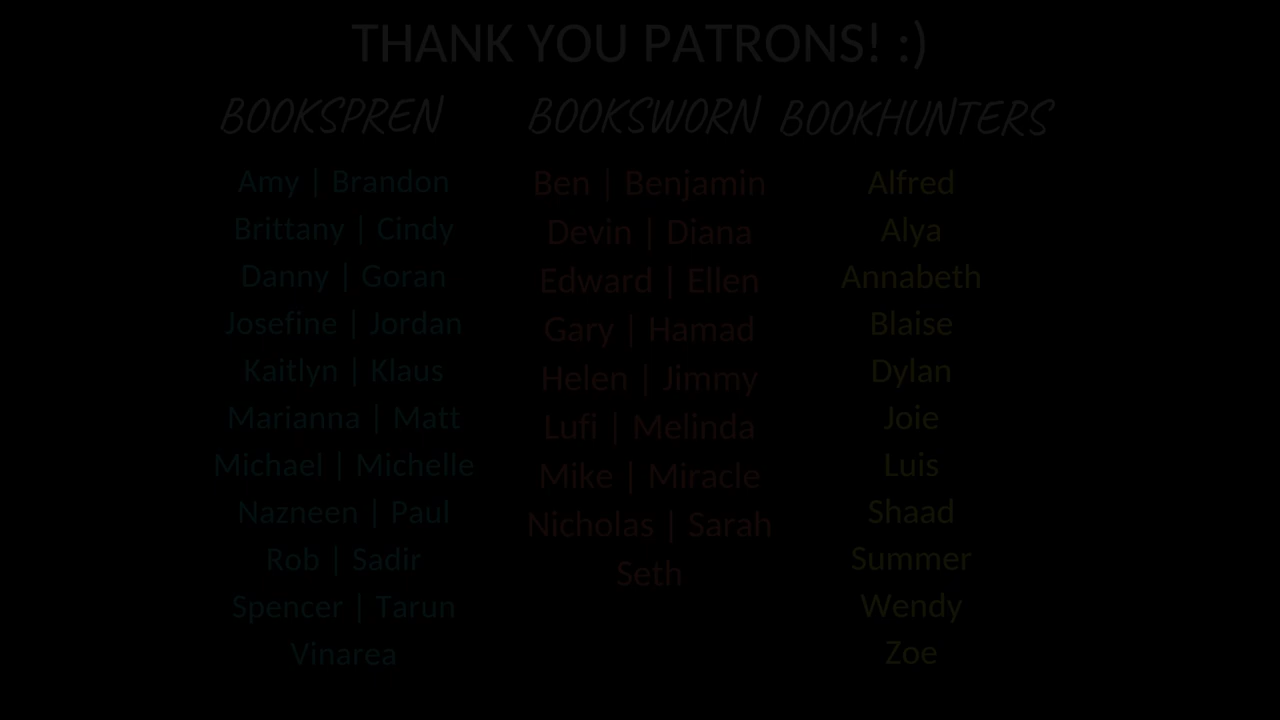 THANK YOU PATRONS! :)
BOOKSPREN
Amy | Brandon
Brittany | Cindy
Danny | Goran
Josefine | Jordan
Kaitlyn | Klaus
Marianna | Matt
Michael | Michelle
Nazneen | Paul
Rob | Sadir
Spencer | Tarun
Vinarea
BOOKSWORN
Ben | Benjamin
Devin | Diana
Edward | Ellen
Gary | Hamad
Helen | Jimmy
Lufi | Melinda
Mike | Miracle
Nicholas | Sarah
Seth
BOOKHUNTERS
Alfred
Alya
Annabeth
Blaise
Dylan
Joie
Luis
Shaad
Summer
Wendy
Zoe